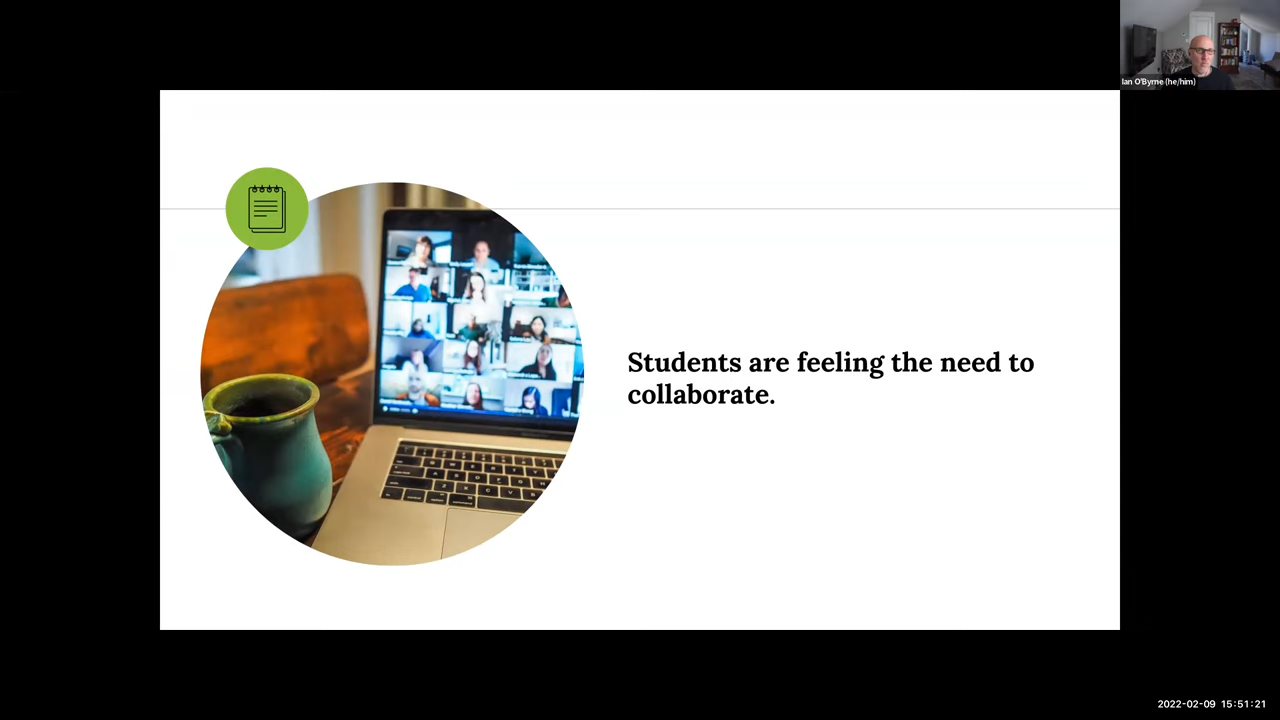 Ian O'Byrne (he/him)
Students are feeling the need to
collaborate.
2022-02-09 15:51:21